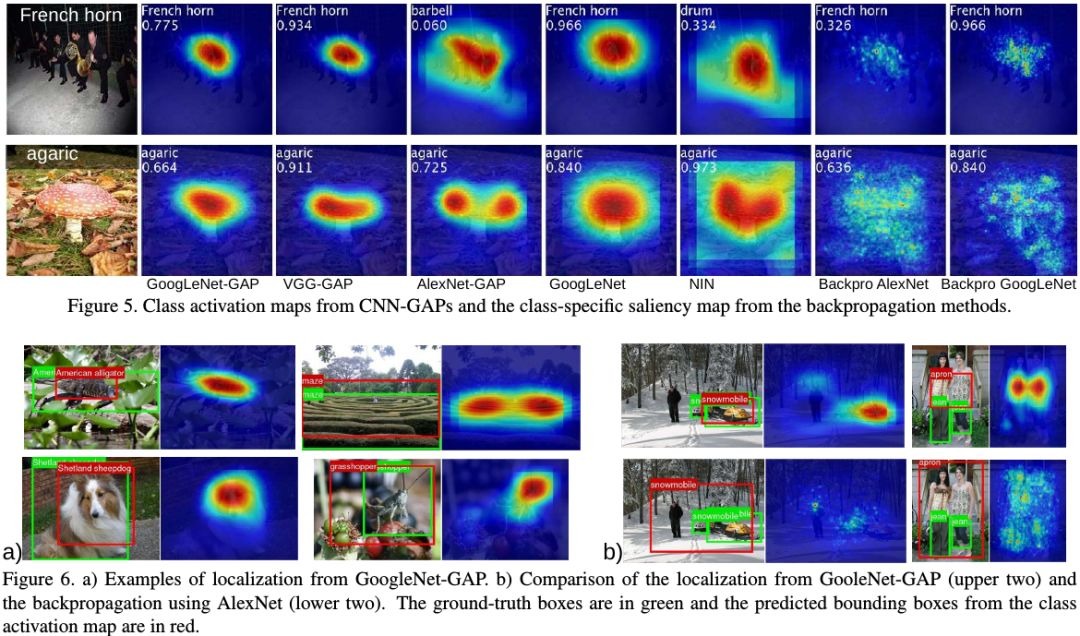 French horn
French horn
0.775
French horn
0.934
barbell
0.060
French horn
0.966
drum
0.334
French horn
0.326
French horn
0.966
agaric
agaric
0.664
agaric
0.911
agaric
0.725
agaric
0.840
agaric
0.973
agaric
0.636
agaric
0.840
GoogLeNet-GAP VGG-GAP AlexNet-GAP GoogLeNet NIN Backpro AlexNet Backpro GoogLeNet
Figure 5. Class activation maps from CNN-GAPs and the class-specific saliency map from the backpropagation methods.
American alligator
maze
maze
snowmobile
apron
jean
Shetland sheepdog
grasshopper
snowmobile
snowmobile
apron
jean
jean
a)
b)
Figure 6. a) Examples of localization from GoogleNet-GAP. b) Comparison of the localization from GooleNet-GAP (upper two) and
the backpropagation using AlexNet (lower two). The ground-truth boxes are in green and the predicted bounding boxes from the class
activation map are in red.